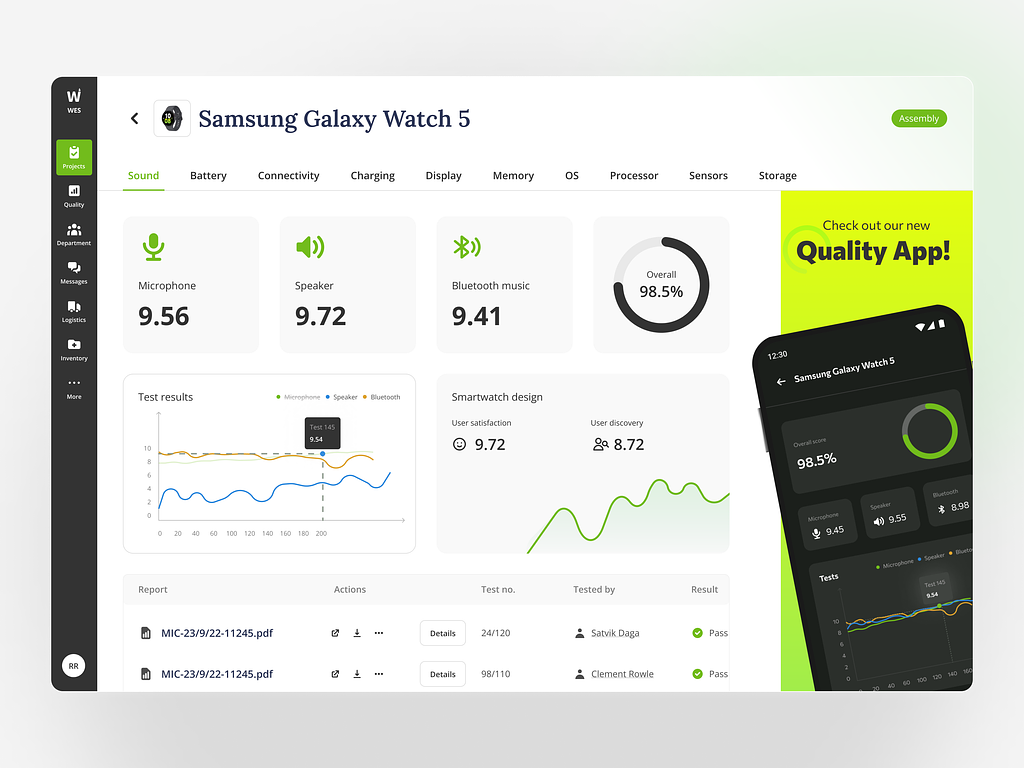 W
WES
Projects
Quality
Department
Messages
Logistics
Inventory
More
RR
Samsung Galaxy Watch 5
Assembly
Sound Battery Connectivity Charging Display Memory OS Processor Sensors Storage
Microphone
9.56
Speaker
9.72
Bluetooth music
9.41
Overall
98.5%
Test results
Microphone Speaker Bluetooth
Test 145
9.54
10
8
6
4
2
0
0 20 40 60 100 120 140 160 180 200
Smartwatch design
User satisfaction
9.72
User discovery
8.72
Report Actions Test no. Tested by Result
MIC-23/9/22-11245.pdf Details 24/120 Satvik Daga Pass
MIC-23/9/22-11245.pdf Details 98/110 Clement Rowle Pass
Check out our new
Quality App!
12:30
Samsung Galaxy Watch 5
Overall score
98.5%
Microphone
9.45
Speaker
9.55
Bluetooth
8.98
Tests
Microphone Speaker Blueto
Test 145
9.54
10
8
6
4
2
0
20 40 60 100 120 140 160